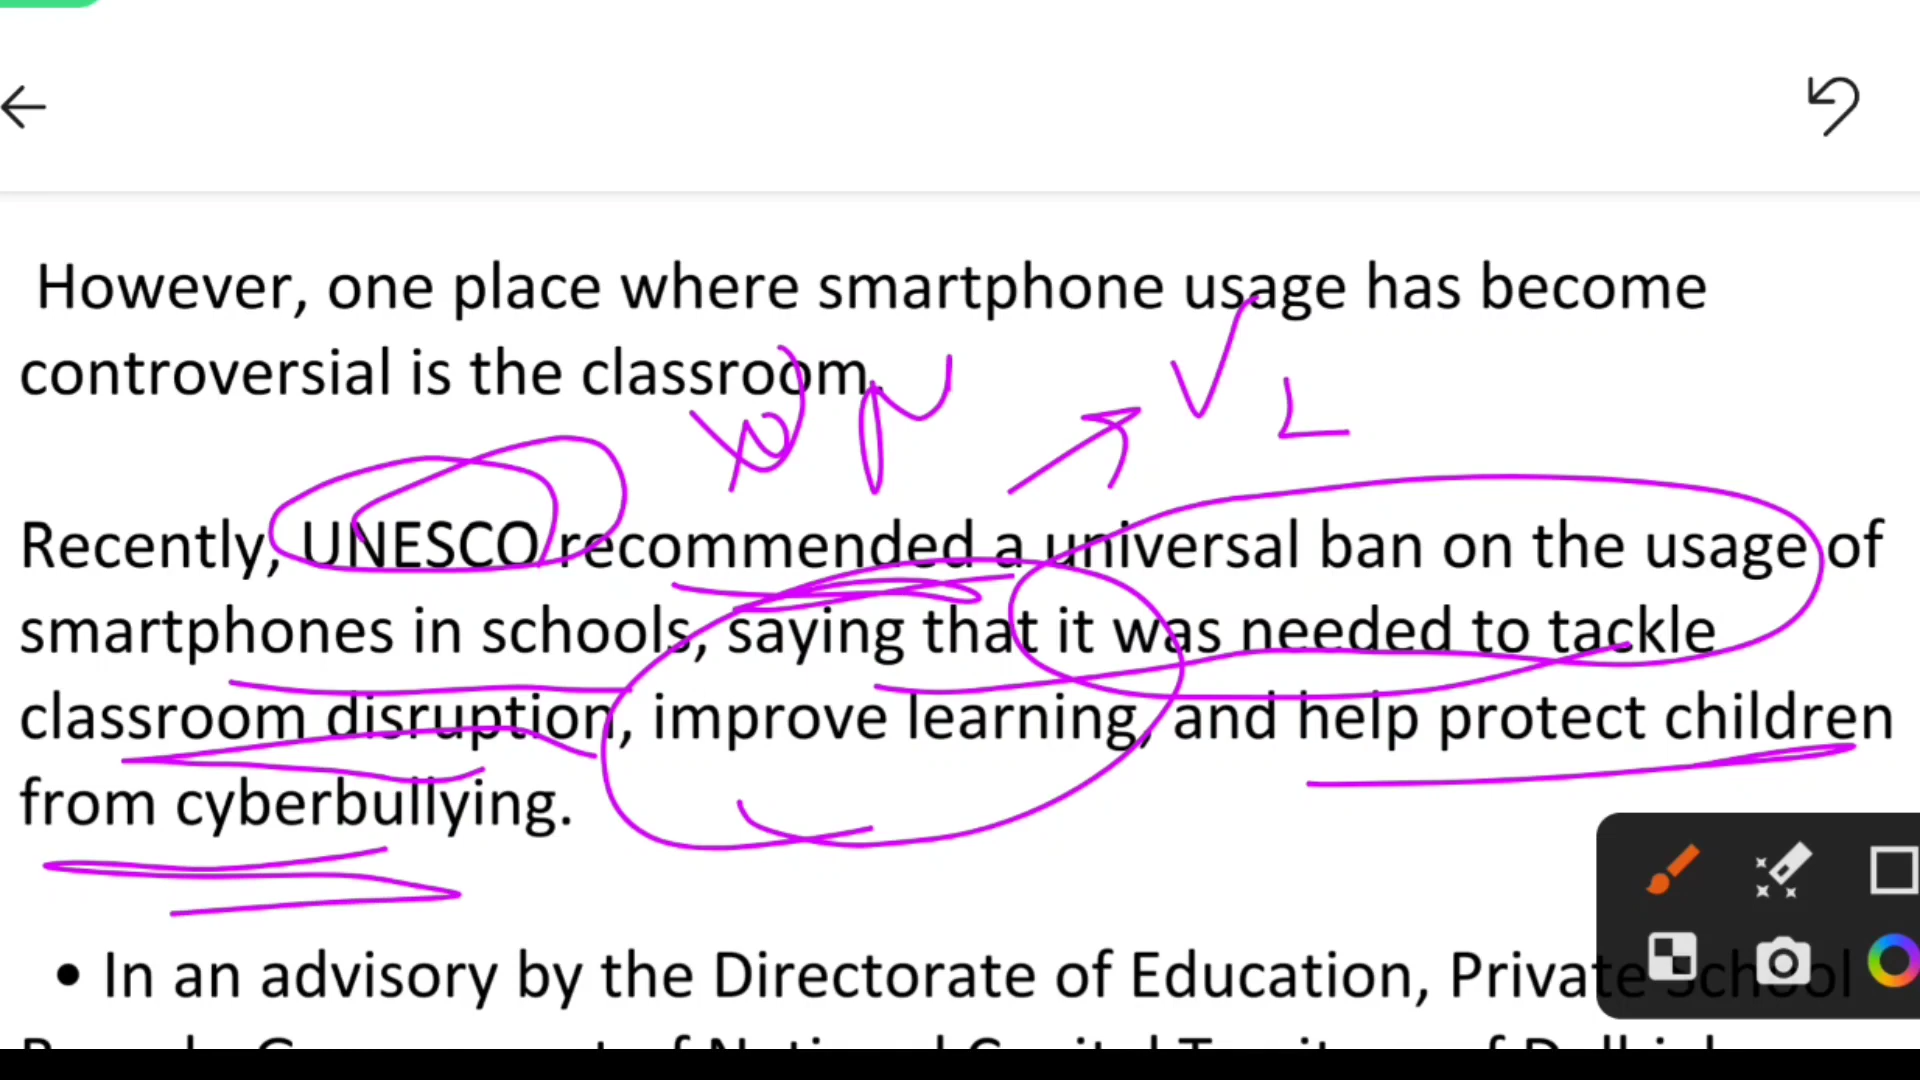 However, one place where smartphone usage has become
controversial is the classroom.
Recently, UNESCO recommended a universal ban on the usage of
smartphones in schools, saying that it was needed to tackle
classroom disruption, improve learning, and help protect children
from cyberbullying.
• In an advisory by the Directorate of Education, Private School